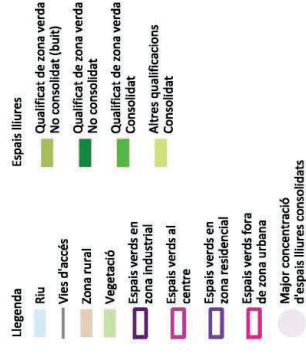 Llegenda
Riu
Vies d'accés
Zona rural
Vegetació
Espais verds en
zona industrial
Espais verds al
centre
Espais verds en
zona residencial
Espais verds fora
de zona urbana
Major concentració
d'espais lliures consolidats
Espais lliures
Qualificat de zona verda
No consolidat (buit)
Qualificat de zona verda
No consolidat
Qualificat de zona verda
Consolidat
Altres qualificacions
Consolidat